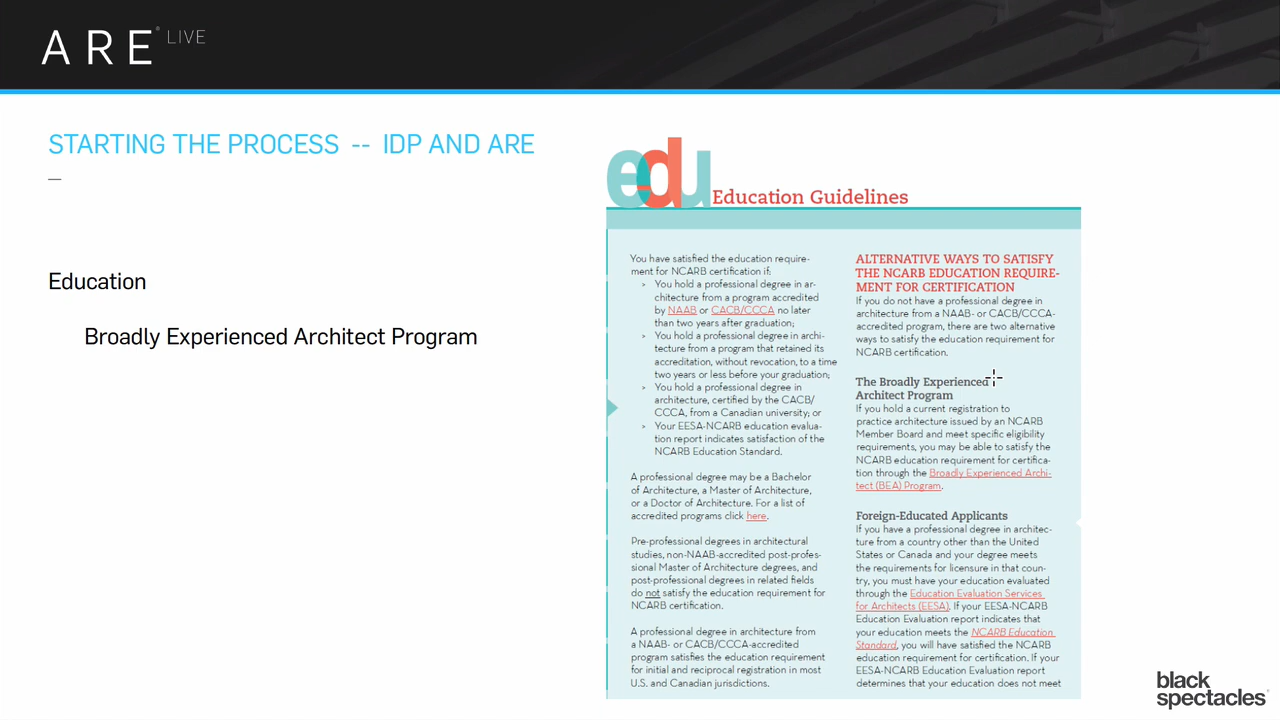 ARE® LIVE
STARTING THE PROCESS -- IDP AND ARE
—
Education
Broadly Experienced Architect Program
edu Education Guidelines
You have satisfied the education require-
ment for NCARB certification if:
> You hold a professional degree in ar-
chitecture from a program accredited
by NAAB or CACB/CCCA no later
than two years after graduation;
> You hold a professional degree in archi-
tecture from a program that retained its
accreditation, without revocation, to a time
two years or less before your graduation;
> You hold a professional degree in
architecture, certified by the CACB/
CCCA, from a Canadian university; or
> Your EESA-NCARB education evalua-
tion report indicates satisfaction of the
NCARB Education Standard.
A professional degree may be a Bachelor
of Architecture, a Master of Architecture,
or a Doctor of Architecture. For a list of
accredited programs click here.
Pre-professional degrees in architectural
studies, non-NAAB-accredited post-profes-
sional Master of Architecture degrees, and
post-professional degrees in related fields
do not satisfy the education requirement for
NCARB certification.
A professional degree in architecture from
a NAAB- or CACB/CCCA-accredited
program satisfies the education requirement
for initial and reciprocal registration in most
U.S. and Canadian jurisdictions.
ALTERNATIVE WAYS TO SATISFY
THE NCARB EDUCATION REQUIRE-
MENT FOR CERTIFICATION
If you do not have a professional degree in
architecture from a NAAB- or CACB/CCCA-
accredited program, there are two alternative
ways to satisfy the education requirement for
NCARB certification.
The Broadly Experienced
Architect Program
If you hold a current registration to
practice architecture issued by an NCARB
Member Board and meet specific eligibility
requirements, you may be able to satisfy the
NCARB education requirement for certifica-
tion through the Broadly Experienced Archi-
tect (BEA) Program.
Foreign-Educated Applicants
If you have a professional degree in architec-
ture from a country other than the United
States or Canada and your degree meets
the requirements for licensure in that coun-
try, you must have your education evaluated
through the Education Evaluation Services
for Architects (EESA). If your EESA-NCARB
Education Evaluation report indicates that
your education meets the NCARB Education
Standard, you will have satisfied the NCARB
education requirement for certification. If your
EESA-NCARB Education Evaluation report
determines that your education does not meet
black
spectacles